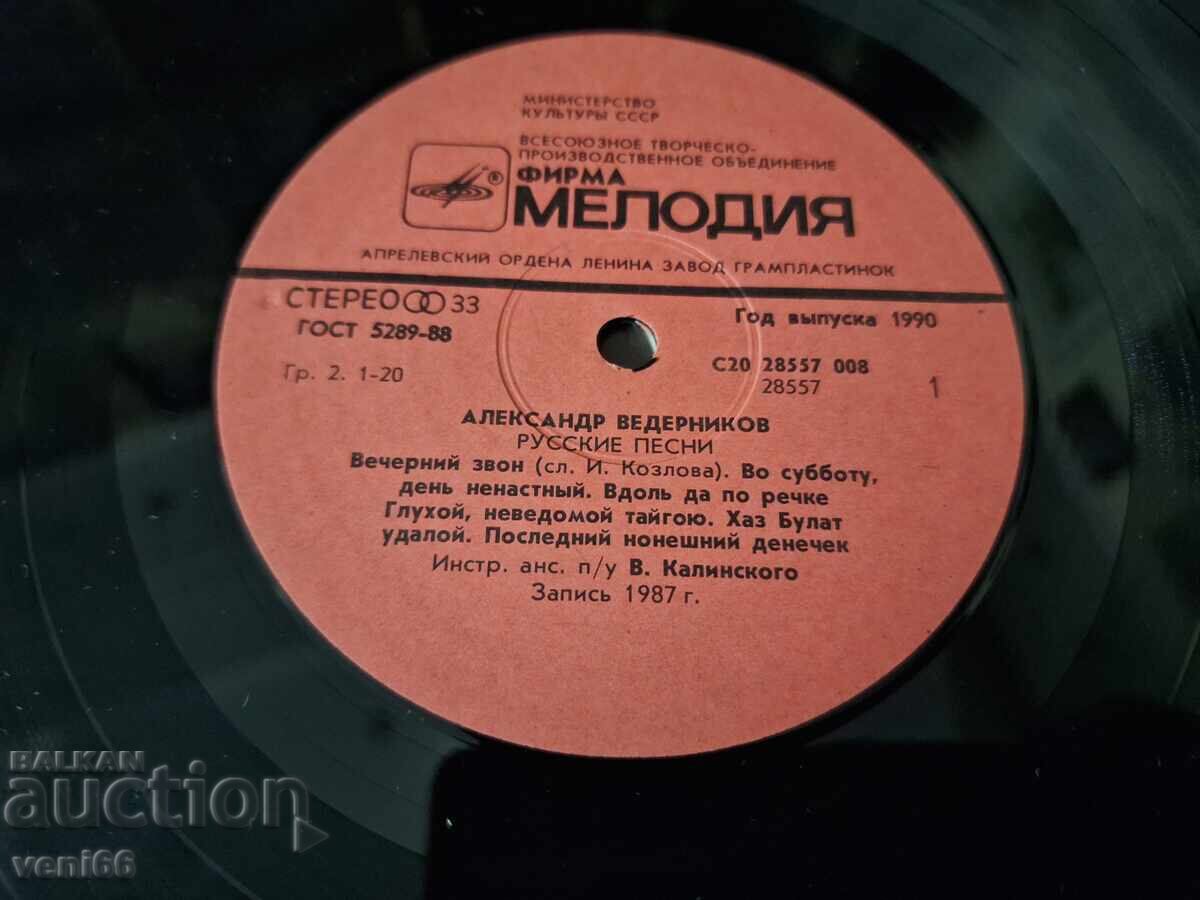 МИНИСТЕРСТВО
КУЛЬТУРЫ СССР
ВСЕСОЮЗНОЕ ТВОРЧЕСКО-
ПРОИЗВОДСТВЕННОЕ ОБЪЕДИНЕНИЕ
®
ФИРМА
МЕЛОДИЯ
АПРЕЛЕВСКИЙ ОРДЕНА ЛЕНИНА ЗАВОД ГРАМПЛАСТИНОК
СТЕРЕО 33
ГОСТ 5289-88
Гр. 2. 1-20
Год выпуска 1990
С20 28557 008
28557
1
АЛЕКСАНДР ВЕДЕРНИКОВ
РУССКИЕ ПЕСНИ
Вечерний звон (сл. И. Козлова). Во субботу,
день ненастный. Вдоль да по речке
Глухой, неведомой тайгою. Хаз Булат
удалой. Последний нонешний денечек
Инстр. анс. п/у В. Калинского
Запись 1987 г.
BALKAN
auction
veni66